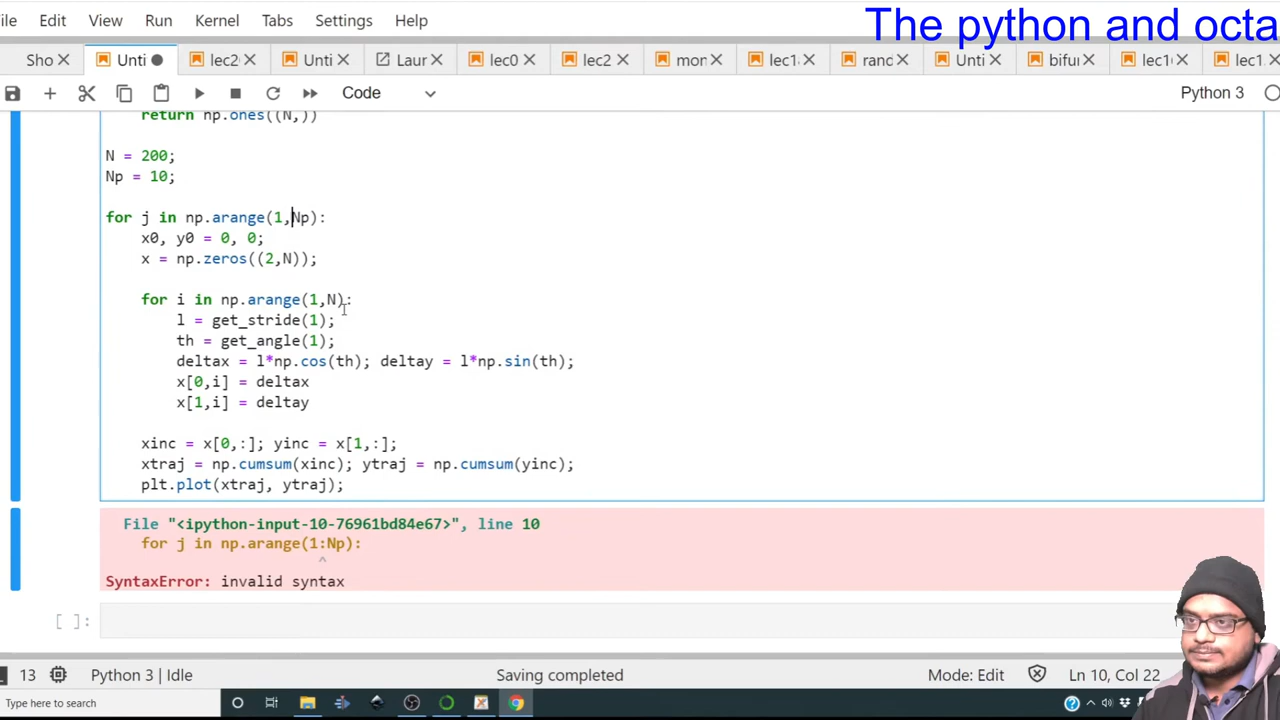 The python and octa
ile Edit View Run Kernel Tabs Settings Help
Sho Unti lec2 Unti Laur lec0 lec2 mor lec1 rand Unti bifu lec1 lec1
Code Python 3
return np.ones((N,))
N = 200;
Np = 10;
for j in np.arange(1,Np):
x0, y0 = 0, 0;
x = np.zeros((2,N));
for i in np.arange(1,N):
l = get_stride(1);
th = get_angle(1);
deltax = l*np.cos(th); deltay = l*np.sin(th);
x[0,i] = deltax
x[1,i] = deltay
xinc = x[0,:]; yinc = x[1,:];
xtraj = np.cumsum(xinc); ytraj = np.cumsum(yinc);
plt.plot(xtraj, ytraj);
File "<ipython-input-10-76961bd84e67>", line 10
for j in np.arange(1:Np):
^
SyntaxError: invalid syntax
[ ]:
13 Python 3 | Idle Saving completed Mode: Edit Ln 10, Col 22
Type here to search